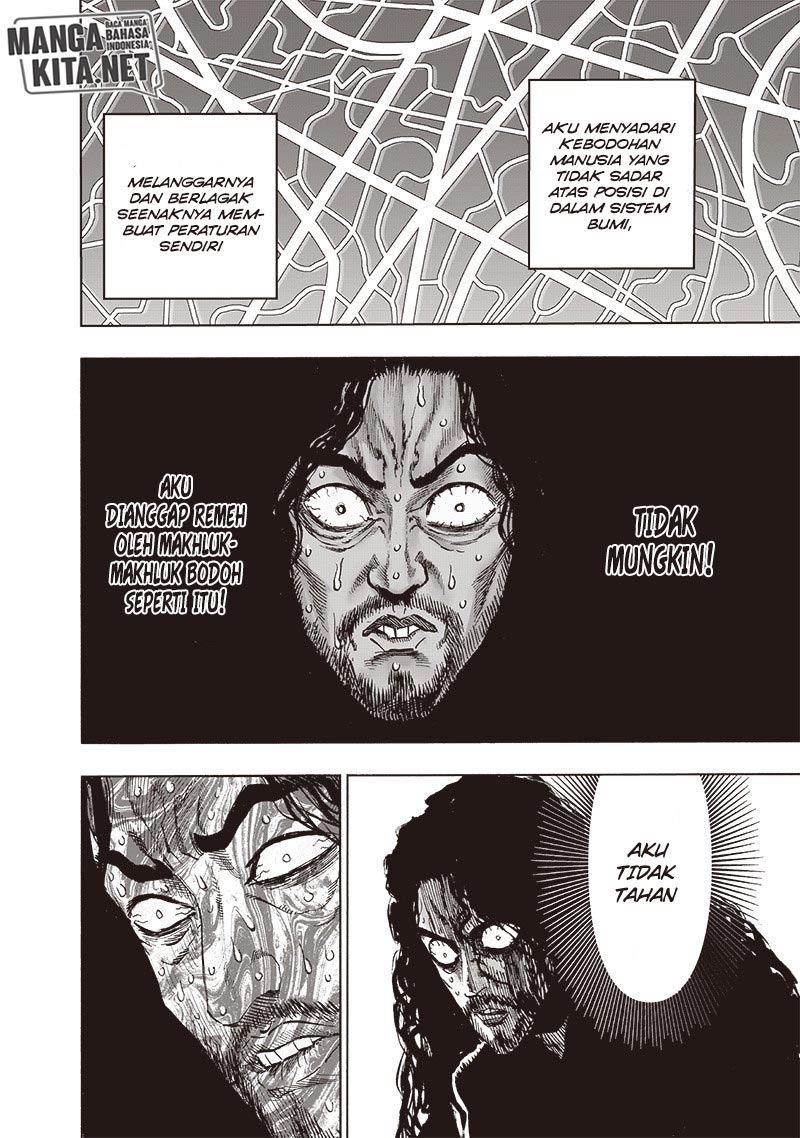 MANGA
KITA.NET
BACA MANGA
BAHASA
INDONESIA
AKU MENYADARI
KEBODOHAN
MANUSIA YANG
TIDAK SADAR
ATAS POSISI DI
DALAM SISTEM
BUMI,
MELANGGARNYA
DAN BERLAGAK
SEENAKNYA MEM-
BUAT PERATURAN
SENDIRI
TIDAK
MUNGKIN!
AKU
DIANGGAP REMEH
OLEH MAKHLUK-
MAKHLUK BODOH
SEPERTI ITU!
AKU
TIDAK
TAHAN